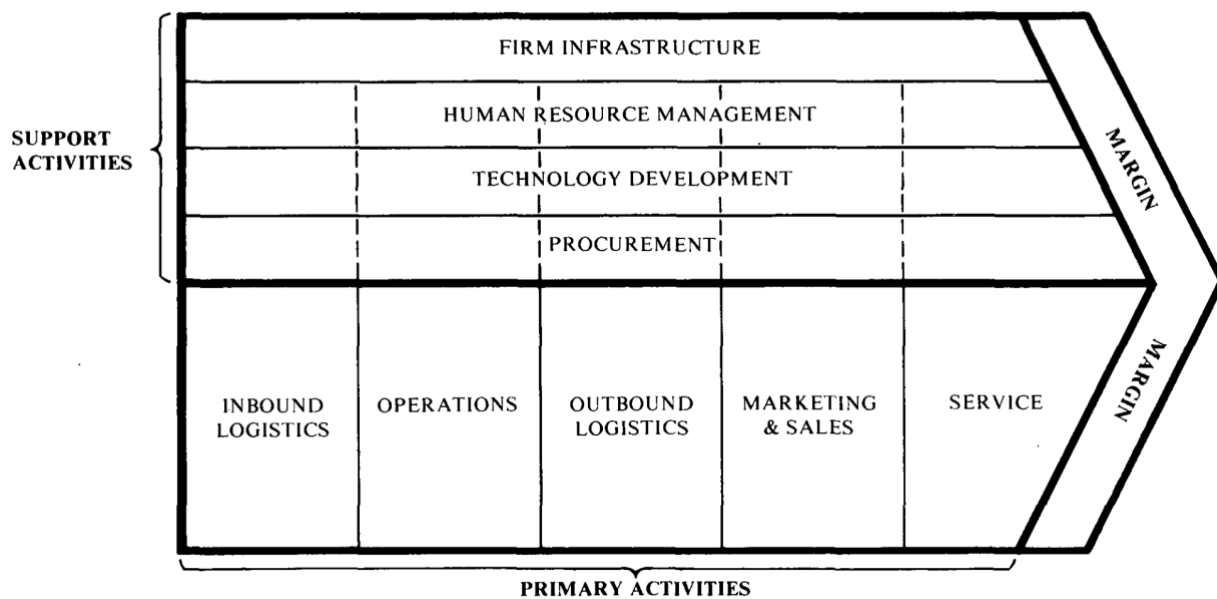 FIRM INFRASTRUCTURE
HUMAN RESOURCE MANAGEMENT
SUPPORT
ACTIVITIES
TECHNOLOGY DEVELOPMENT
PROCUREMENT
MARGIN
INBOUND
LOGISTICS
OPERATIONS
OUTBOUND
LOGISTICS
MARKETING
& SALES
SERVICE
MARGIN
PRIMARY ACTIVITIES